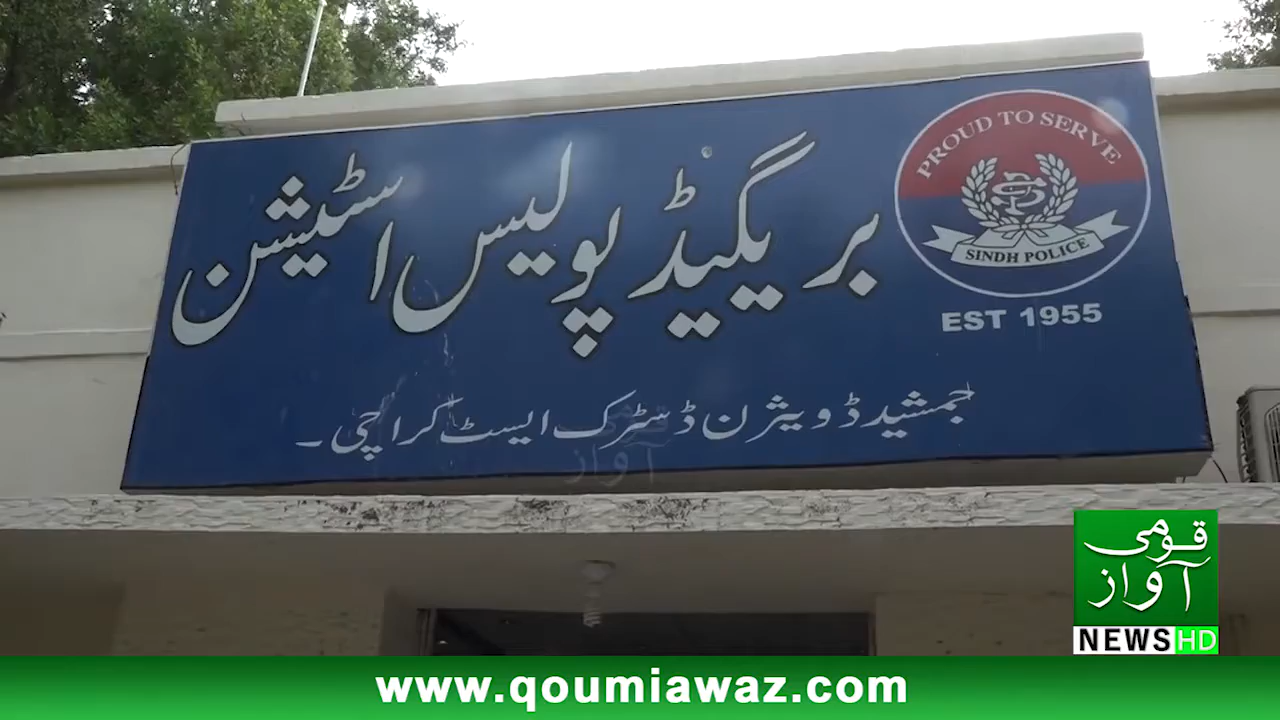 PROUD TO SERVE
SINDH POLICE
EST 1955
بریگیڈ پولیس اسٹیشن
جمشید ڈویژن ڈسٹرکٹ ایسٹ کراچی۔
قومی
آواز
NEWS HD
www.qoumiawaz.com